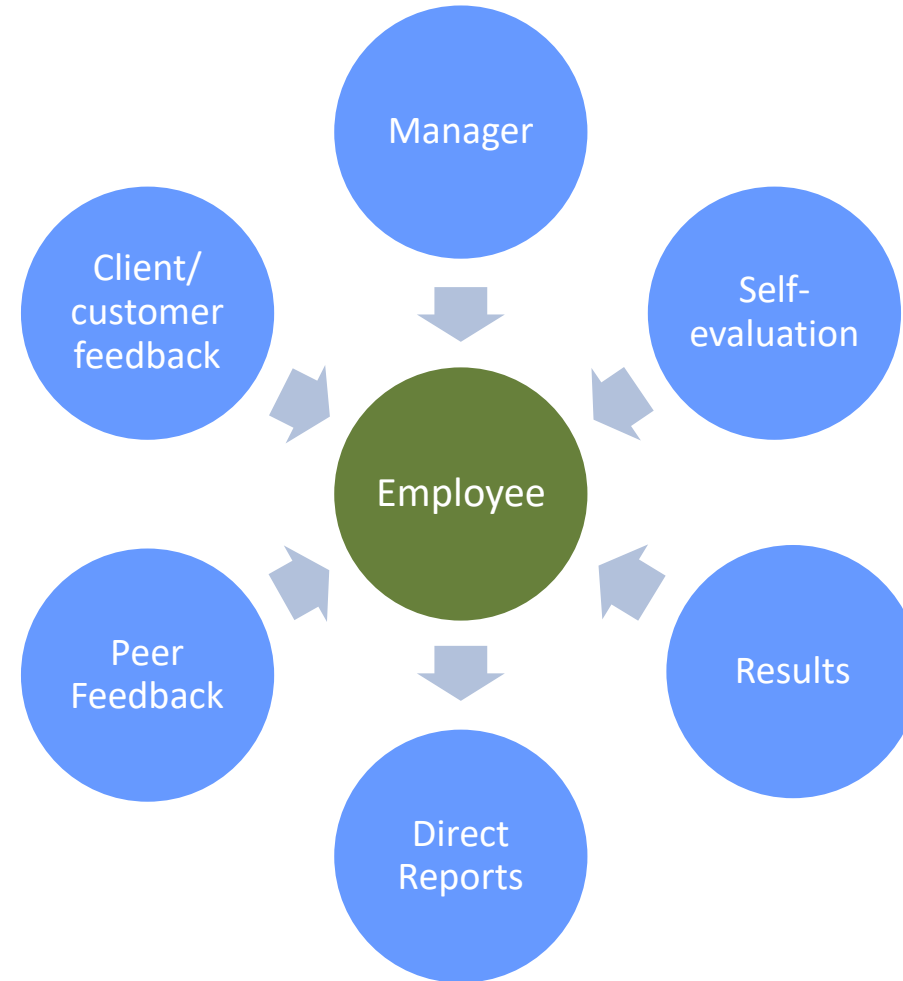 Manager
Client/
customer
feedback
Self-
evaluation
Employee
Peer
Feedback
Results
Direct
Reports